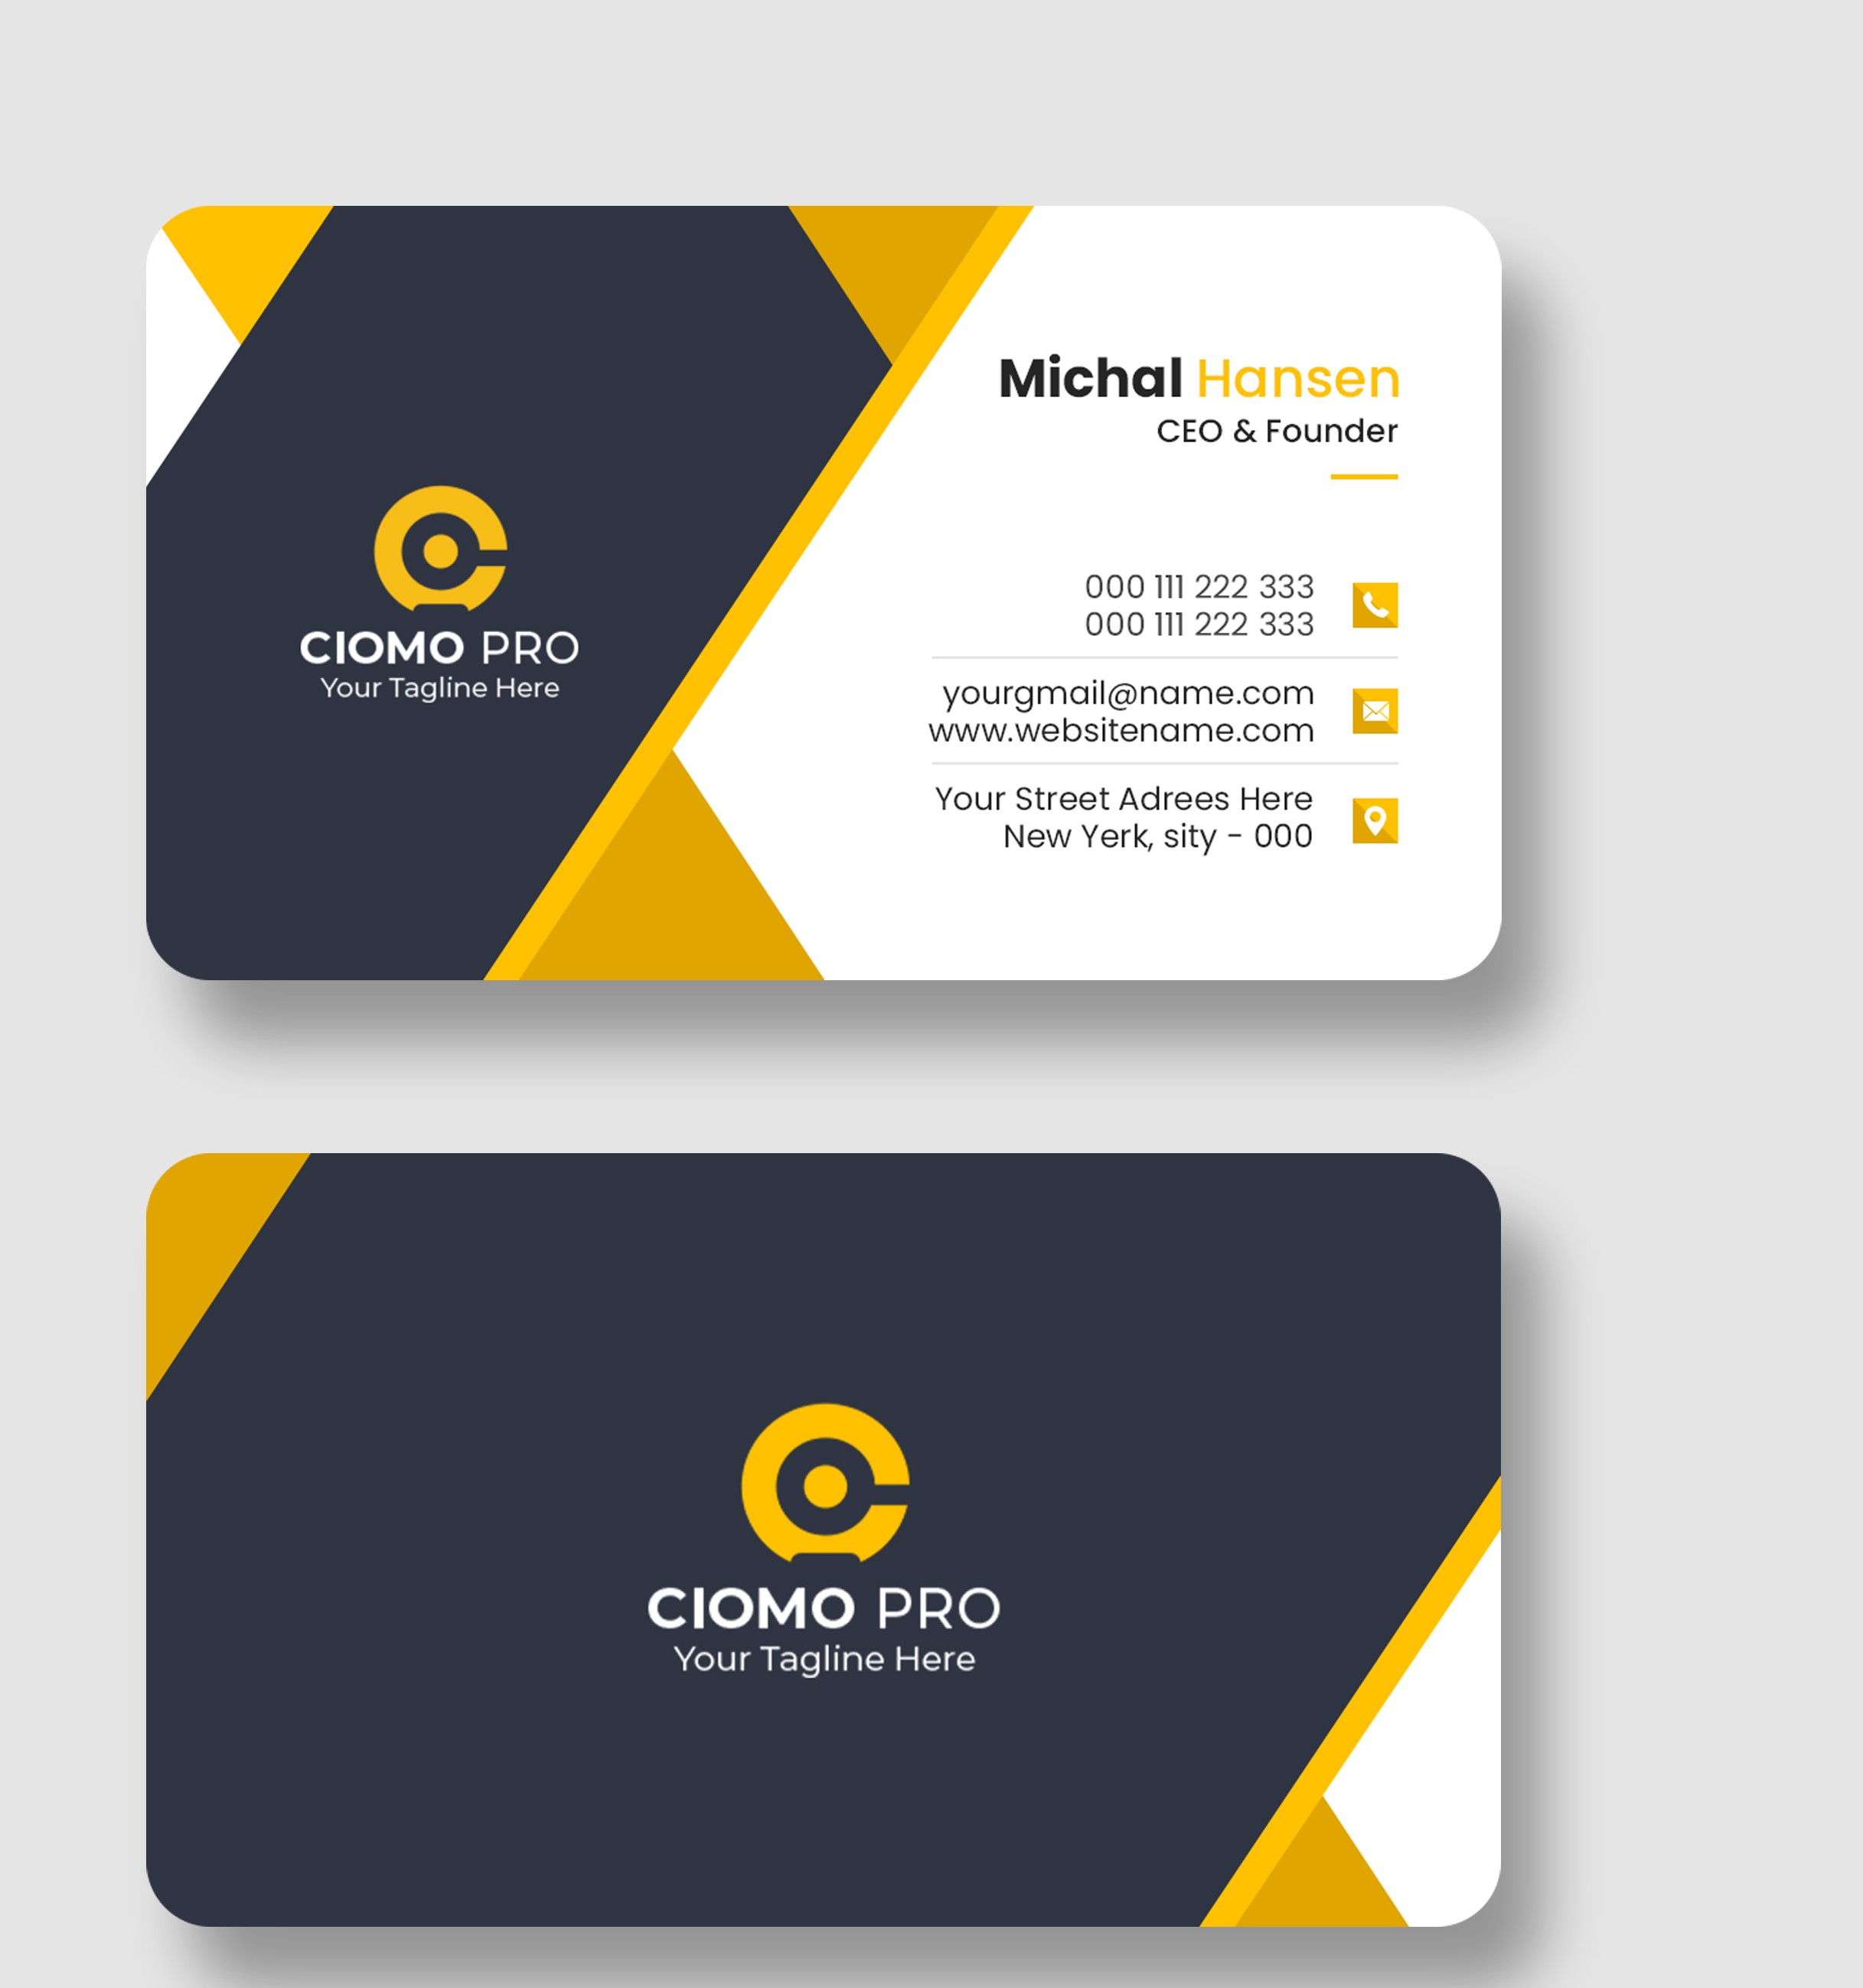 Michal Hansen
CEO & Founder
CIOMO PRO
Your Tagline Here
000 111 222 333
000 111 222 333
yourgmail@name.com
www.websitename.com
Your Street Adrees Here
New Yerk, sity - 000
CIOMO PRO
Your Tagline Here